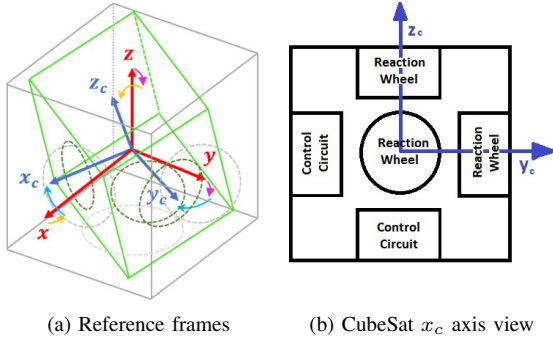 z
z_c
y
x_c
y_c
x
(a) Reference frames
z_c
Reaction
Wheel
Control
Circuit
Reaction
Wheel
Reaction
Wheel
y_c
Control
Circuit
(b) CubeSat x_c axis view